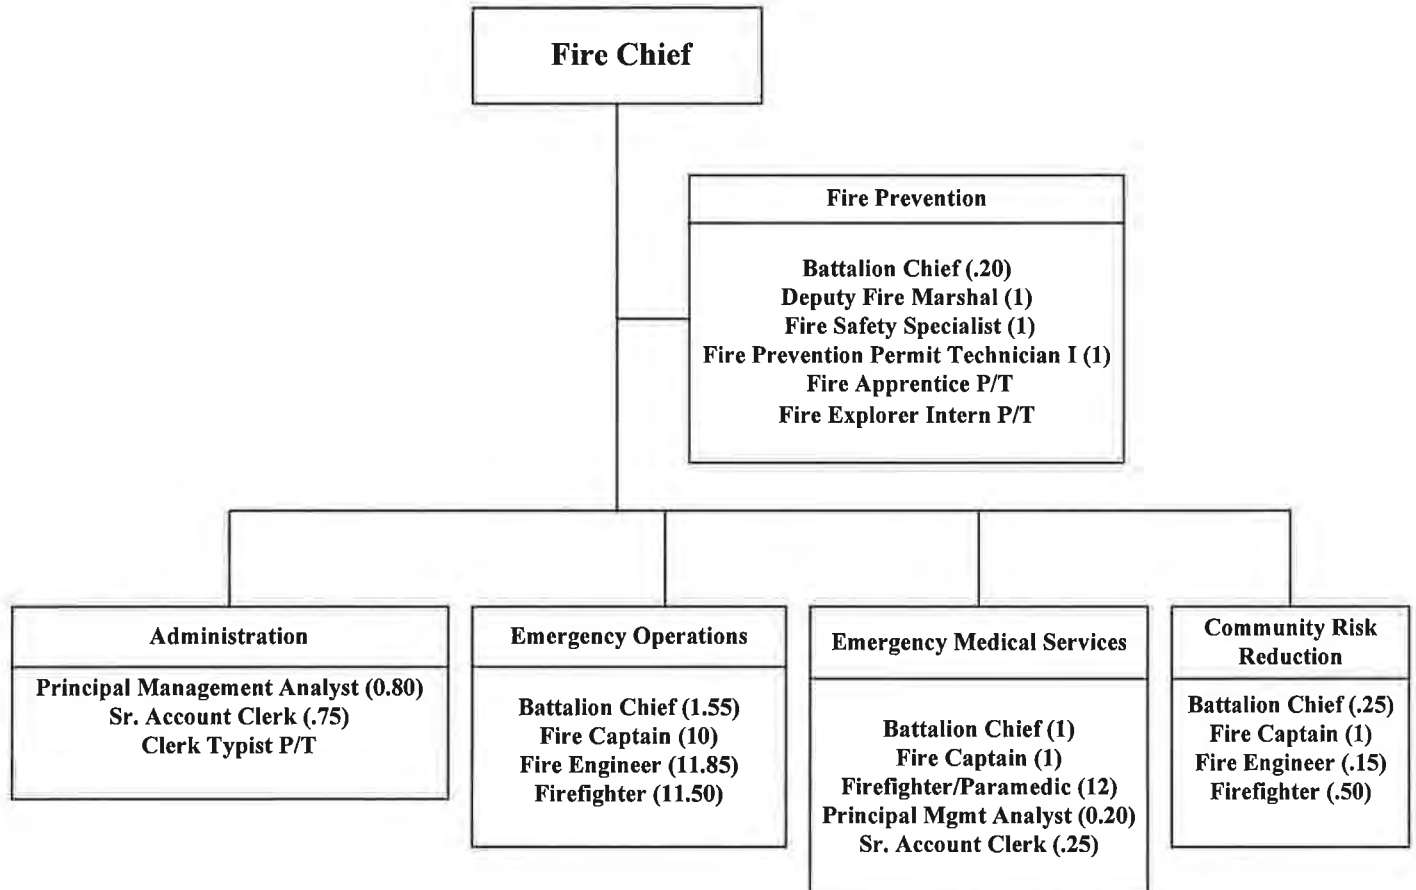 Fire Chief
Fire Prevention
Battalion Chief (.20)
Deputy Fire Marshal (1)
Fire Safety Specialist (1)
Fire Prevention Permit Technician I (1)
Fire Apprentice P/T
Fire Explorer Intern P/T
Administration
Principal Management Analyst (0.80)
Sr. Account Clerk (.75)
Clerk Typist P/T
Emergency Operations
Battalion Chief (1.55)
Fire Captain (10)
Fire Engineer (11.85)
Firefighter (11.50)
Emergency Medical Services
Battalion Chief (1)
Fire Captain (1)
Firefighter/Paramedic (12)
Principal Mgmt Analyst (0.20)
Sr. Account Clerk (.25)
Community Risk
Reduction
Battalion Chief (.25)
Fire Captain (1)
Fire Engineer (.15)
Firefighter (.50)